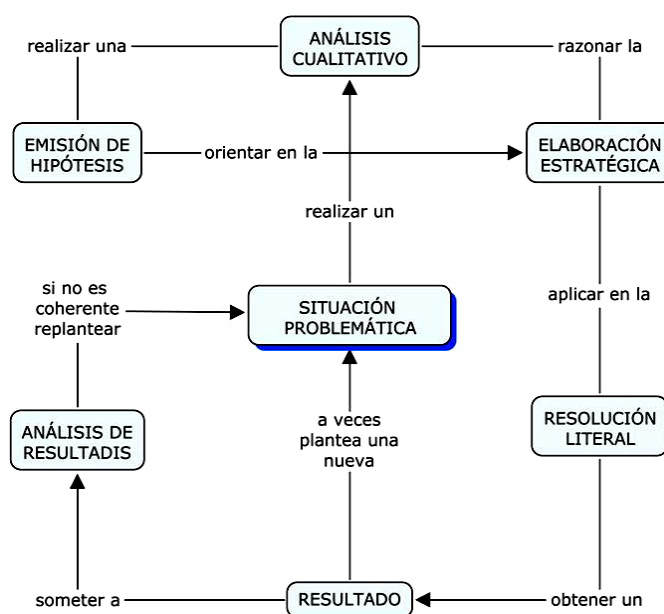 realizar una
ANÁLISIS
CUALITATIVO
razonar la
EMISIÓN DE
HIPÓTESIS
orientar en la
ELABORACIÓN
ESTRATÉGICA
realizar un
si no es
coherente
replantear
SITUACIÓN
PROBLEMÁTICA
aplicar en la
ANÁLISIS DE
RESULTADIS
a veces
plantea una
nueva
RESOLUCIÓN
LITERAL
someter a
RESULTADO
obtener un